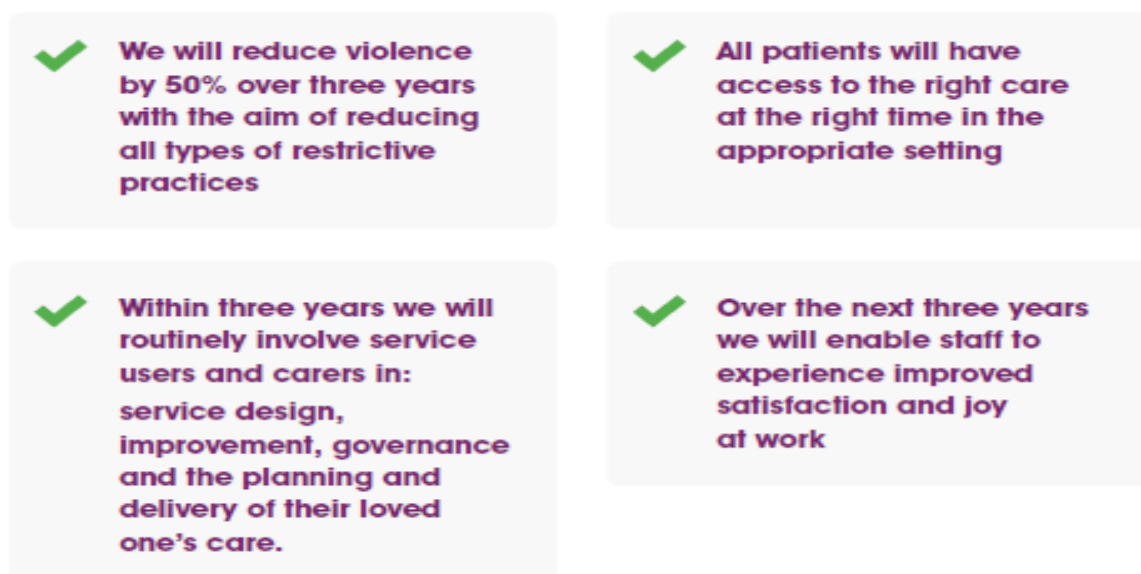 We will reduce violence
by 50% over three years
with the aim of reducing
all types of restrictive
practices
All patients will have
access to the right care
at the right time in the
appropriate setting
Within three years we will
routinely involve service
users and carers in:
service design,
improvement, governance
and the planning and
delivery of their loved
one’s care.
Over the next three years
we will enable staff to
experience improved
satisfaction and joy
at work